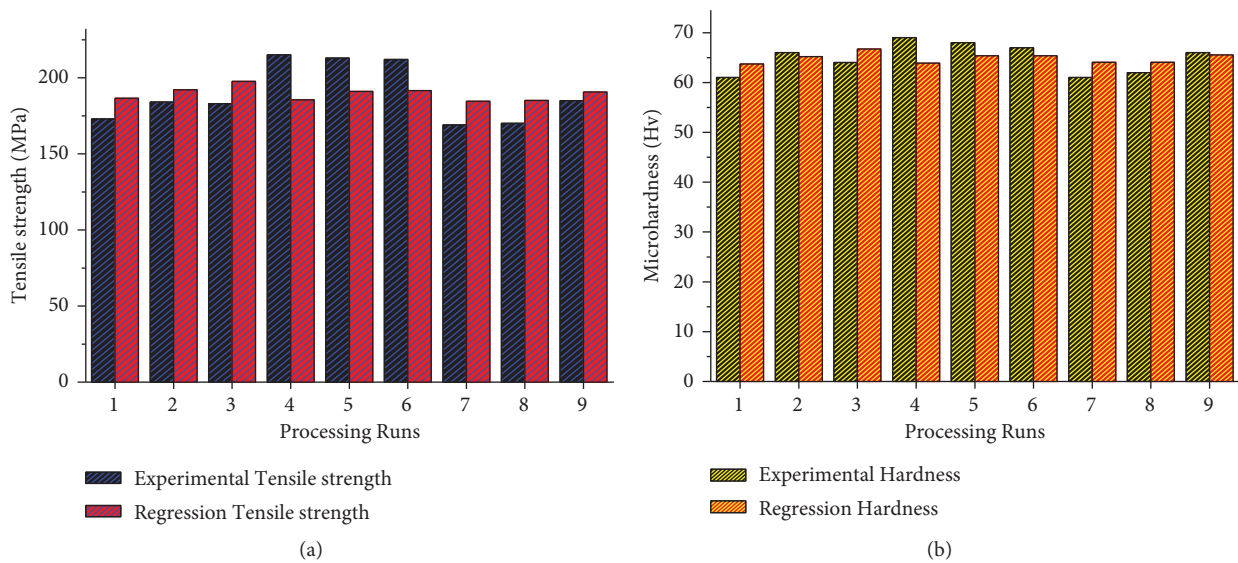 Tensile strength (MPa)
200
150
100
50
0
1 2 3 4 5 6 7 8 9
Processing Runs
Experimental Tensile strength
Regression Tensile strength
(a)
Microhardness (Hv)
70
60
50
40
30
20
10
0
1 2 3 4 5 6 7 8 9
Processing Runs
Experimental Hardness
Regression Hardness
(b)